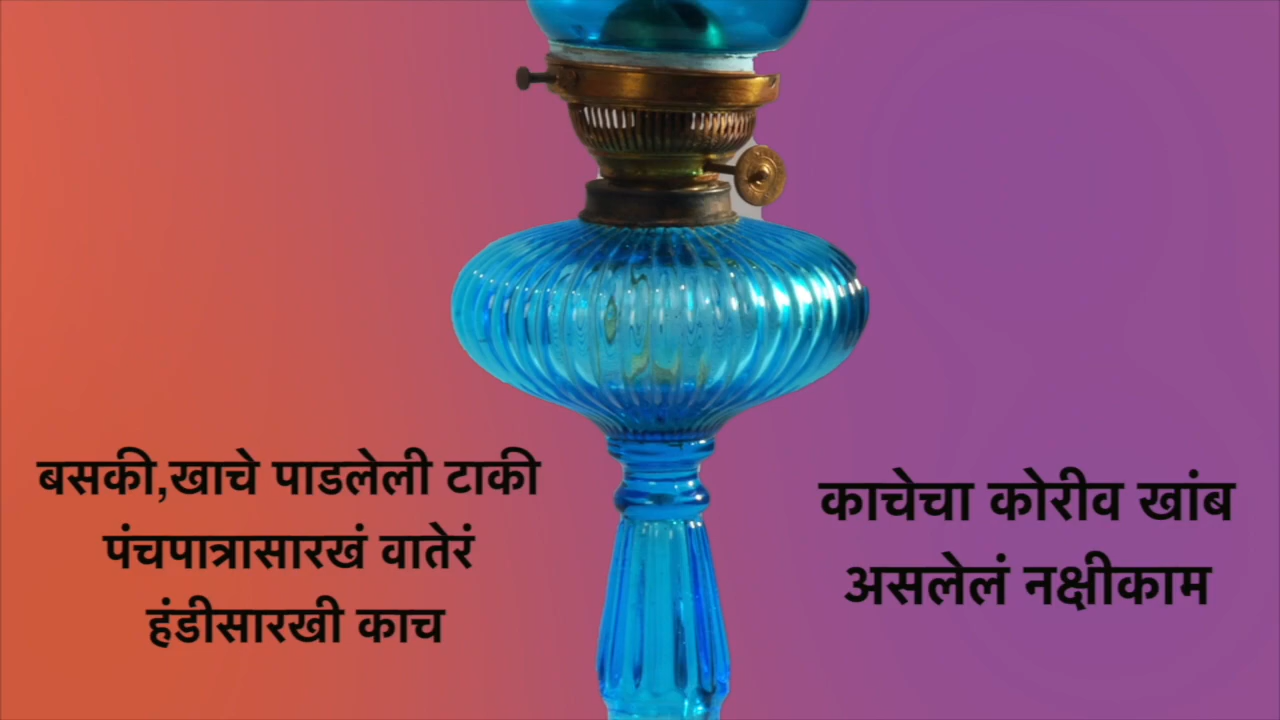 बसकी,खाचे पाडलेली टाकी
पंचपात्रासारखं वातेरं
हंडीसारखी काच
काचेचा कोरीव खांब
असलेलं नक्षीकाम